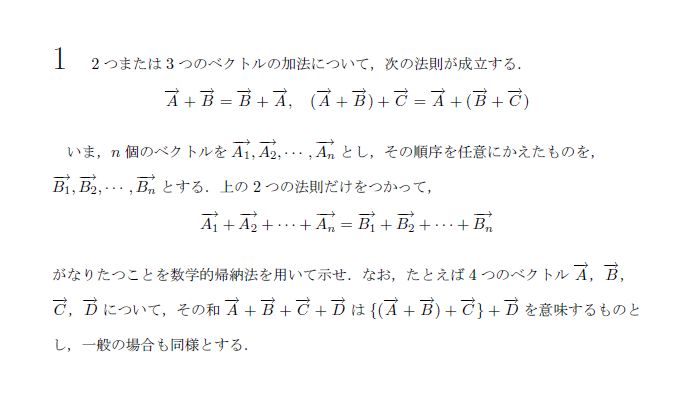 1 2つまたは3つのベクトルの加法について，次の法則が成立する．
$\overrightarrow{A} + \overrightarrow{B} = \overrightarrow{B} + \overrightarrow{A}, \quad (\overrightarrow{A} + \overrightarrow{B}) + \overrightarrow{C} = \overrightarrow{A} + (\overrightarrow{B} + \overrightarrow{C})$
いま，$n$ 個のベクトルを $\overrightarrow{A_1}, \overrightarrow{A_2}, \cdots, \overrightarrow{A_n}$ とし，その順序を任意にかえたものを，
$\overrightarrow{B_1}, \overrightarrow{B_2}, \cdots, \overrightarrow{B_n}$ とする．上の2つの法則だけをつかって，
$\overrightarrow{A_1} + \overrightarrow{A_2} + \cdots + \overrightarrow{A_n} = \overrightarrow{B_1} + \overrightarrow{B_2} + \cdots + \overrightarrow{B_n}$
がなりたつことを数学的帰納法を用いて示せ．なお，たとえば4つのベクトル $\overrightarrow{A}$，$\overrightarrow{B}$，
$\overrightarrow{C}$，$\overrightarrow{D}$ について，その和 $\overrightarrow{A} + \overrightarrow{B} + \overrightarrow{C} + \overrightarrow{D}$ は $\{(\overrightarrow{A} + \overrightarrow{B}) + \overrightarrow{C}\} + \overrightarrow{D}$ を意味するものと
し，一般の場合も同様とする．